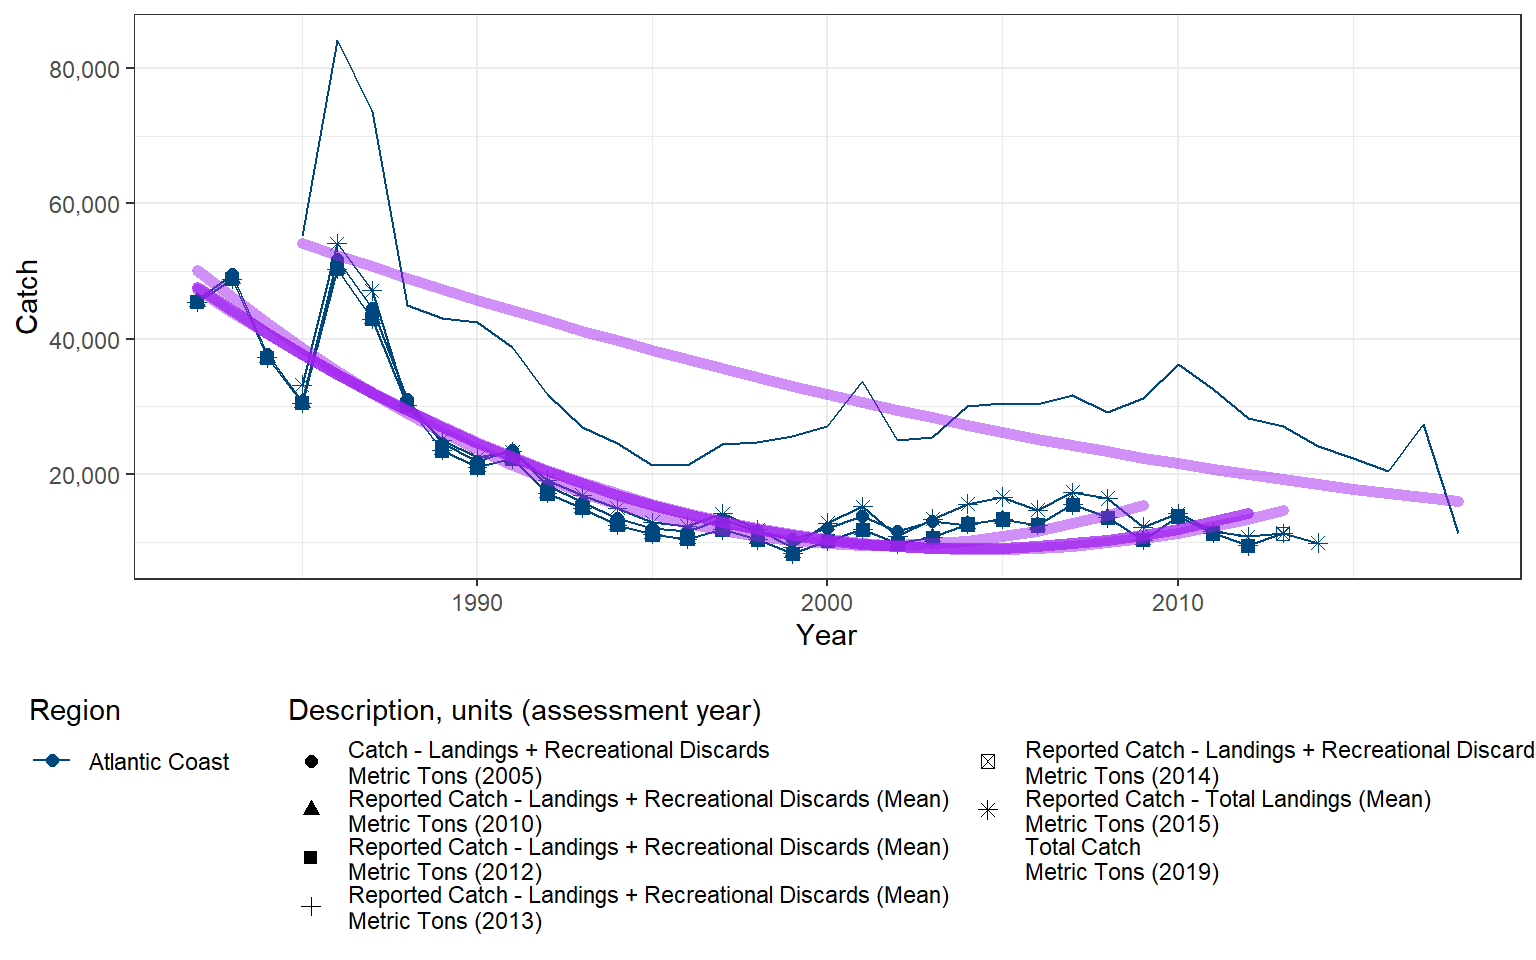 80,000
60,000
40,000
20,000
Catch
1990 2000 2010
Year
Region
Atlantic Coast
Description, units (assessment year)
Catch - Landings + Recreational Discards
Metric Tons (2005)
Reported Catch - Landings + Recreational Discards (Mean)
Metric Tons (2010)
Reported Catch - Landings + Recreational Discards (Mean)
Metric Tons (2012)
Reported Catch - Landings + Recreational Discards (Mean)
Metric Tons (2013)
Reported Catch - Landings + Recreational Discard
Metric Tons (2014)
Reported Catch - Total Landings (Mean)
Metric Tons (2015)
Total Catch
Metric Tons (2019)